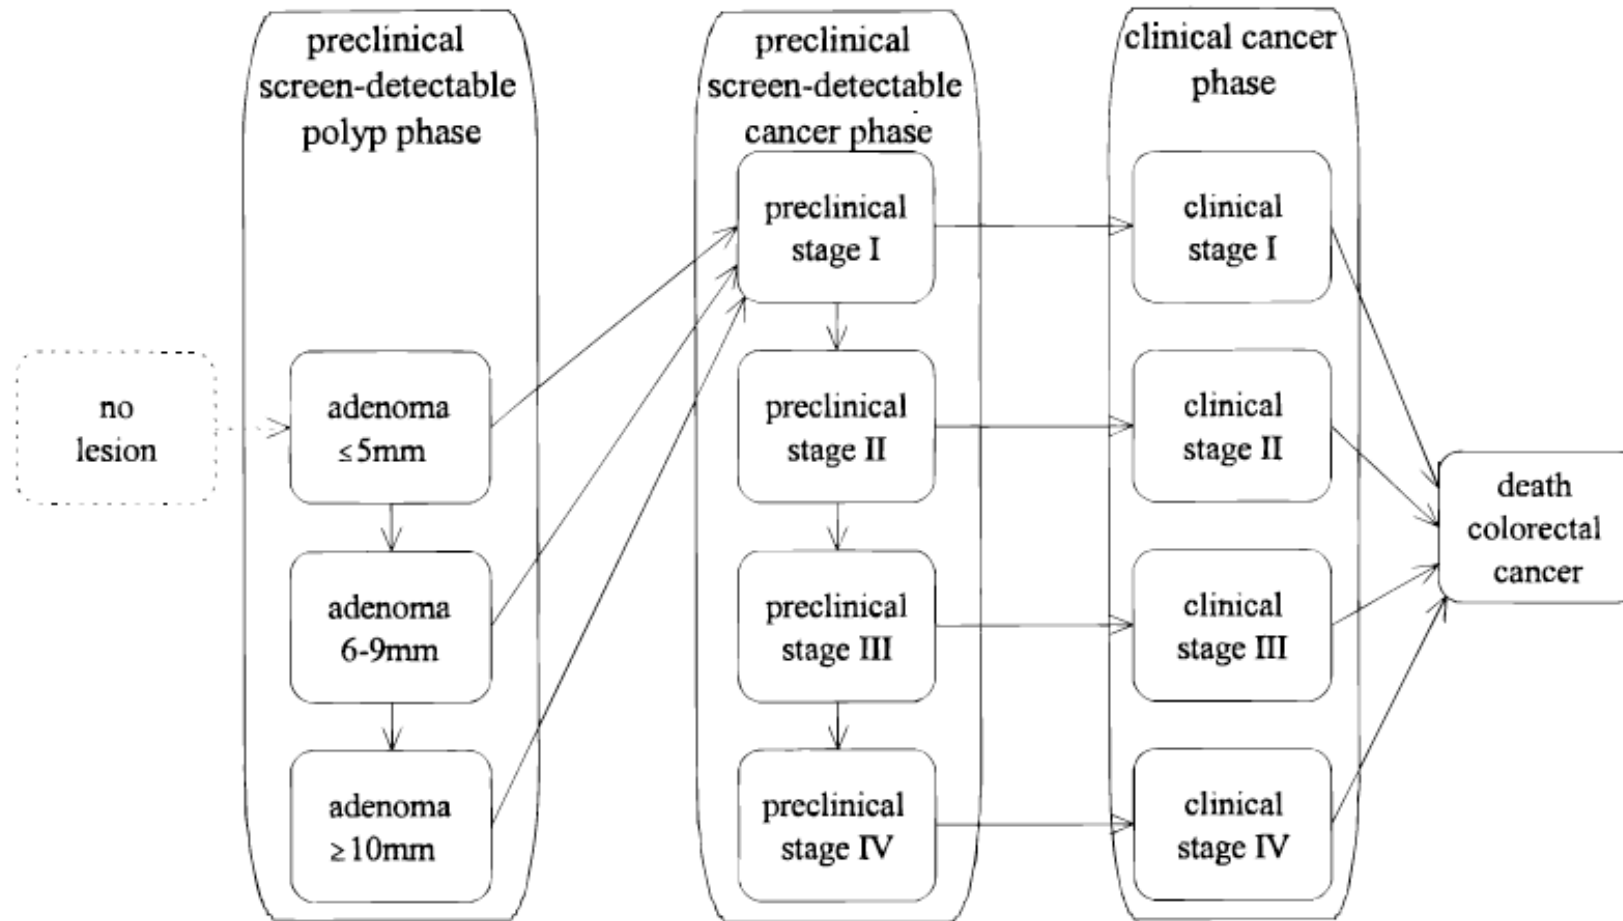 preclinical
screen-detectable
polyp phase
no
lesion
adenoma
≤5mm
adenoma
6-9mm
adenoma
≥10mm
preclinical
screen-detectable
cancer phase
preclinical
stage I
preclinical
stage II
preclinical
stage III
preclinical
stage IV
clinical cancer
phase
clinical
stage I
clinical
stage II
clinical
stage III
clinical
stage IV
death
colorectal
cancer